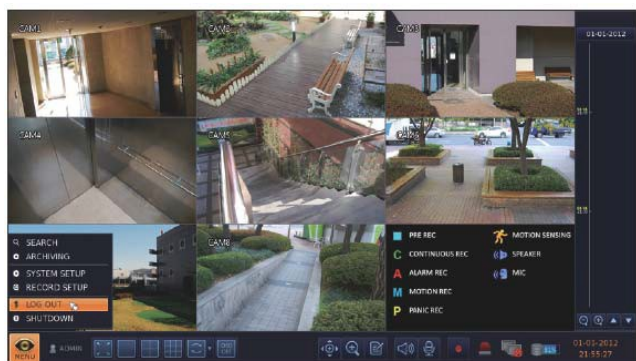 CAM1
CAM2
CAM3
01-01-2012
CAM4
CAM5
CAM6
SEARCH
ARCHIVING
SYSTEM SETUP
RECORD SETUP
LOG OUT
SHUTDOWN
CAM8
PRE REC
C CONTINUOUS REC
A ALARM REC
M MOTION REC
P PANIC REC
MOTION SENSING
SPEAKER
MIC
MENU
ADMIN
01-01-2012
21:55:27